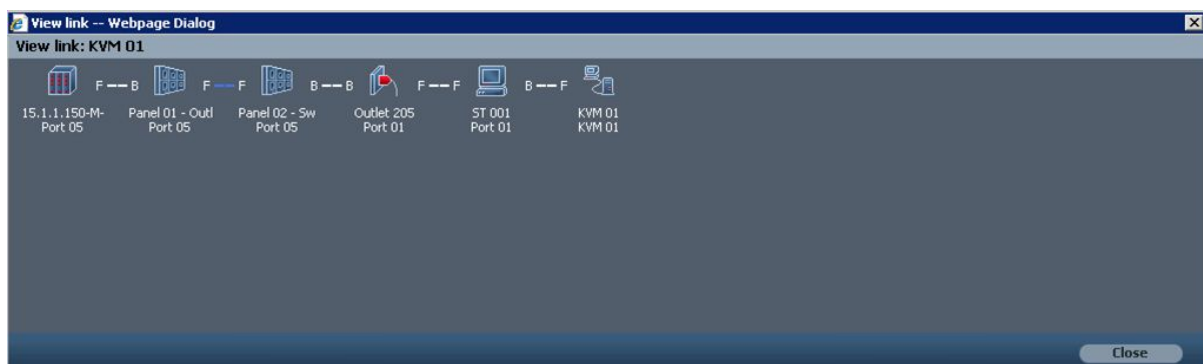 View link -- Webpage Dialog
View link: KVM 01
F -- B F -- F B -- B F -- F B -- F
15.1.1.150-M- Panel 01 - Outl Panel 02 - Sw Outlet 205 ST 001 KVM 01
Port 05 Port 05 Port 05 Port 01 Port 01 KVM 01
Close